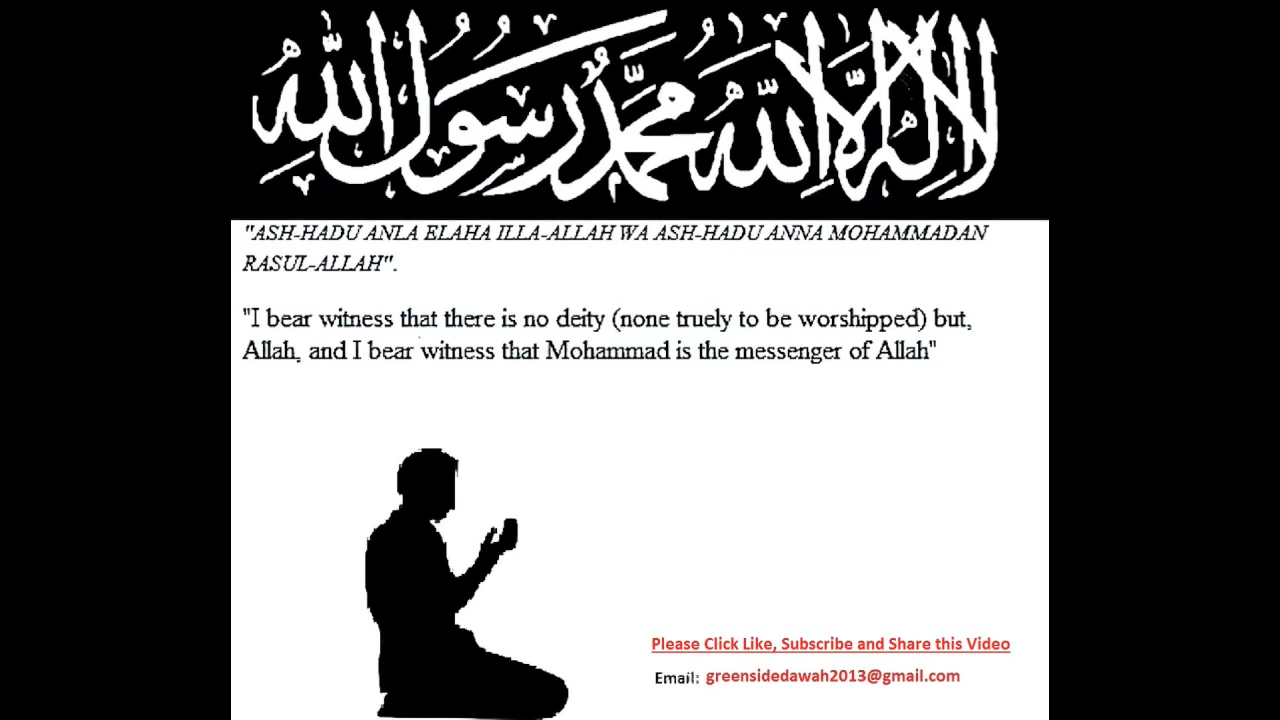 لا إله إلا الله محمد رسول الله
"ASH-HADU ANLA ELAHA ILLA-ALLAH WA ASH-HADU ANNA MOHAMMADAN
RASUL-ALLAH".
"I bear witness that there is no deity (none truely to be worshipped) but,
Allah, and I bear witness that Mohammad is the messenger of Allah"
Please Click Like, Subscribe and Share this Video
Email: greensidedawah2013@gmail.com